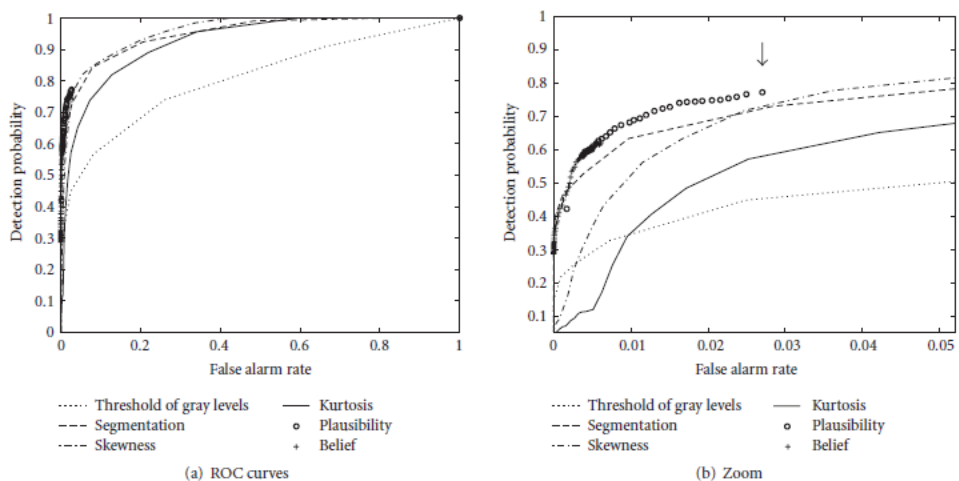 1
0.9
0.8
0.7
0.6
0.5
0.4
0.3
0.2
0.1
0
Detection probability
0 0.2 0.4 0.6 0.8 1
False alarm rate
Threshold of gray levels
Segmentation
Skewness
Kurtosis
Plausibility
Belief
(a) ROC curves
1
0.9
0.8
0.7
0.6
0.5
0.4
0.3
0.2
0.1
Detection probability
0 0.01 0.02 0.03 0.04 0.05
False alarm rate
Threshold of gray levels
Segmentation
Skewness
Kurtosis
Plausibility
Belief
(b) Zoom